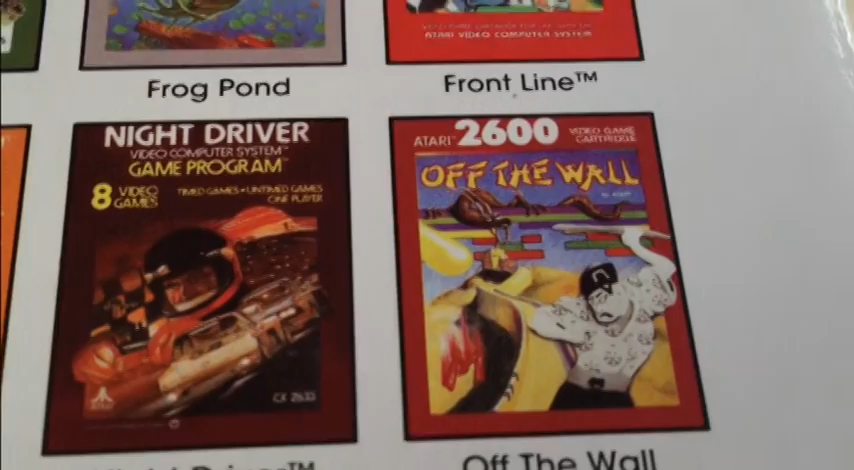 ATARI VIDEO COMPUTER SYSTEM
Frog Pond
Front Line™
NIGHT DRIVER
VIDEO COMPUTER SYSTEM™
GAME PROGRAM™
8 VIDEO GAMES
TIMED GAMES • UNTIMED GAMES
ONE PLAYER
ATARI
CX 2633
ATARI™ 2600 VIDEO GAME CARTRIDGE
OFF THE WALL
BY ATARI
Off The Wall